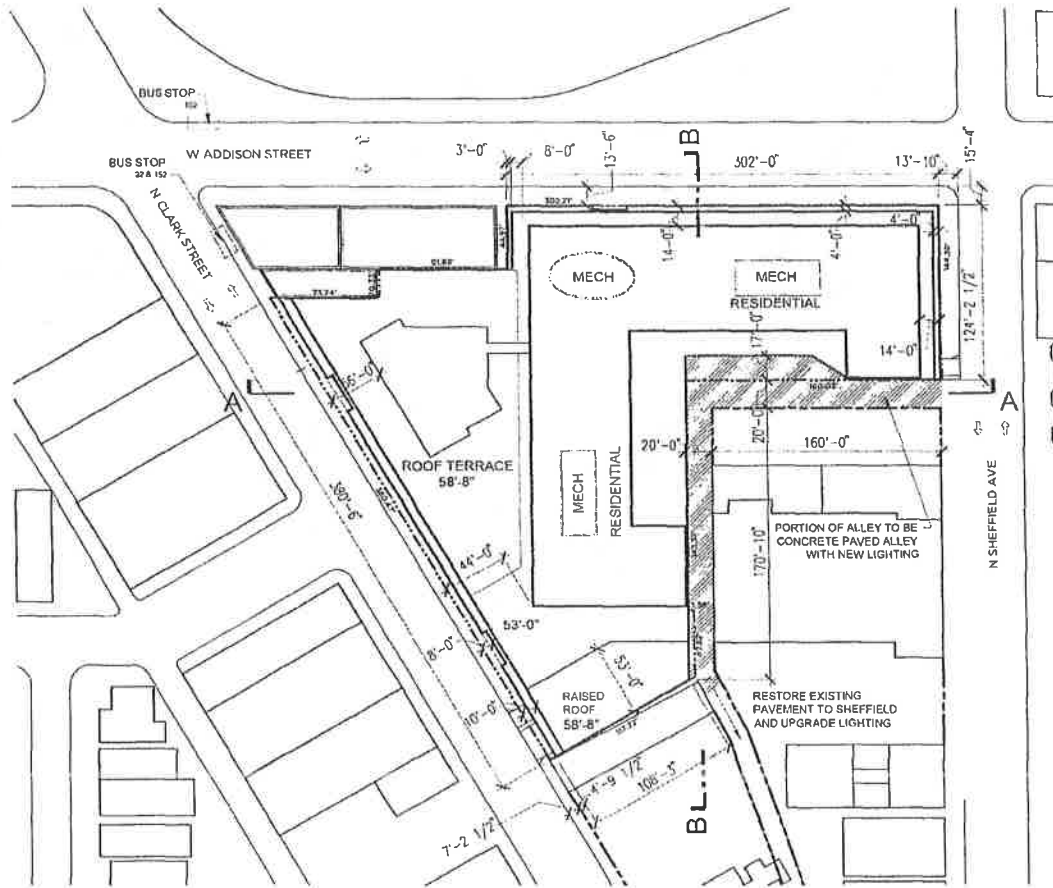 BUS STOP
152
W ADDISON STREET
BUS STOP
32 & 152
N CLARK STREET
3'-0"
8'-0"
13'-6"
B
302'-0"
13'-10"
15'-4"
302.21'
14'-0"
4'-0"
4'-0"
124'-2 1/2"
MECH
MECH
RESIDENTIAL
17'-0"
14'-0"
A
A
20'-0"
20'-0"
160'-0"
ROOF TERRACE
58'-8"
MECH
RESIDENTIAL
PORTION OF ALLEY TO BE
CONCRETE PAVED ALLEY
WITH NEW LIGHTING
N SHEFFIELD AVE
170'-10"
44'-0"
53'-0"
8'-0"
53'-0"
10'-0"
RAISED
ROOF
58'-8"
RESTORE EXISTING
PAVEMENT TO SHEFFIELD
AND UPGRADE LIGHTING
4'-9 1/2"
108'-3"
7'-2 1/2"
B